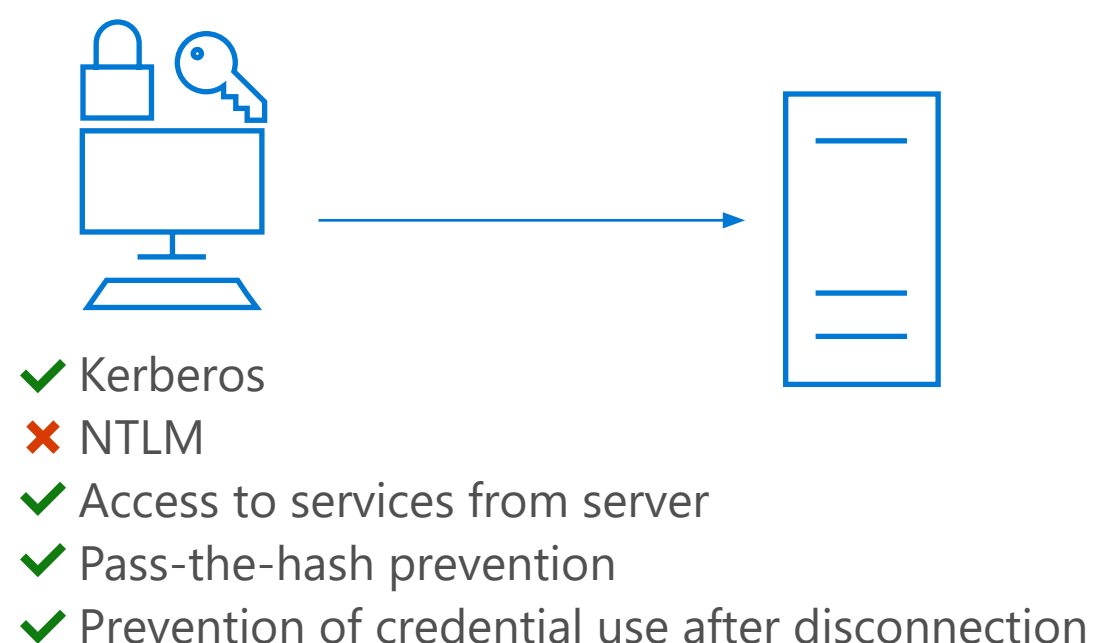 Kerberos
NTLM
Access to services from server
Pass-the-hash prevention
Prevention of credential use after disconnection